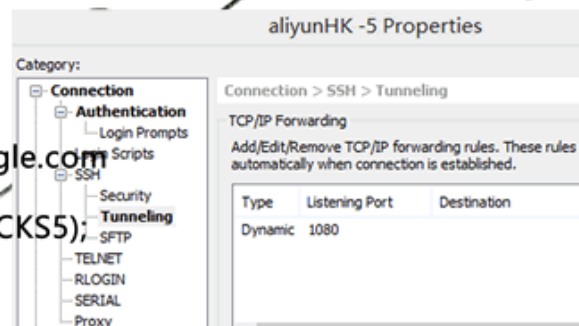 aliyunHK -5 Properties
Category:
Connection
Authentication
Login Prompts
Scripts
gle.com
SSH
Security
Tunneling
CKS5);
SFTP
TELNET
RLOGIN
SERIAL
Proxy
Connection > SSH > Tunneling
TCP/IP Forwarding
Add/Edit/Remove TCP/IP forwarding rules. These rules
automatically when connection is established.
Type Listening Port Destination
Dynamic 1080